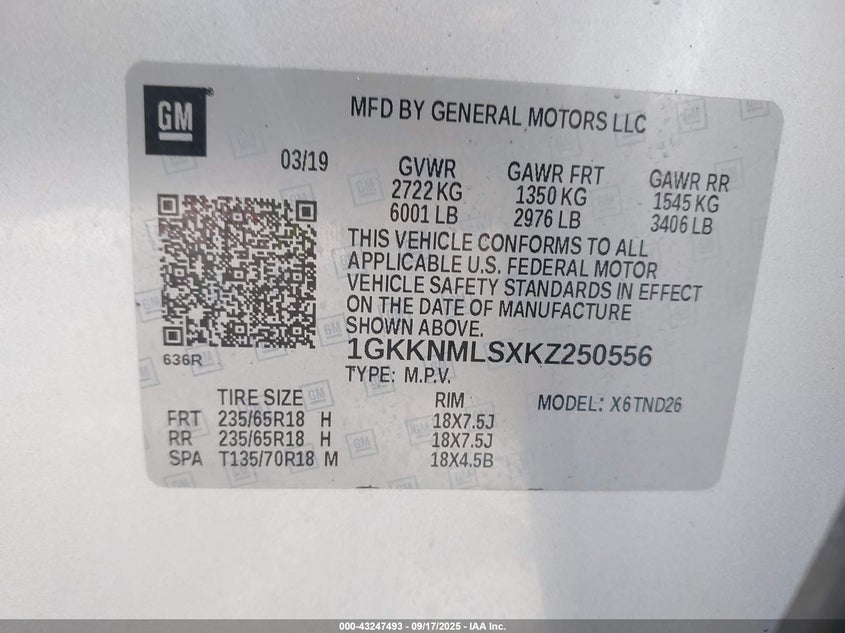 GM
MFD BY GENERAL MOTORS LLC
03/19
GVWR GAWR FRT GAWR RR
2722 KG 1350 KG 1545 KG
6001 LB 2976 LB 3406 LB
THIS VEHICLE CONFORMS TO ALL
APPLICABLE U.S. FEDERAL MOTOR
VEHICLE SAFETY STANDARDS IN EFFECT
ON THE DATE OF MANUFACTURE
SHOWN ABOVE.
636R
1GKKNMLSXKZ250556
TYPE: M.P.V.
TIRE SIZE RIM MODEL: X6TND26
FRT 235/65R18 H 18X7.5J
RR 235/65R18 H 18X7.5J
SPA T135/70R18 M 18X4.5B
000-43247493 - 09/17/2025 - IAA Inc.